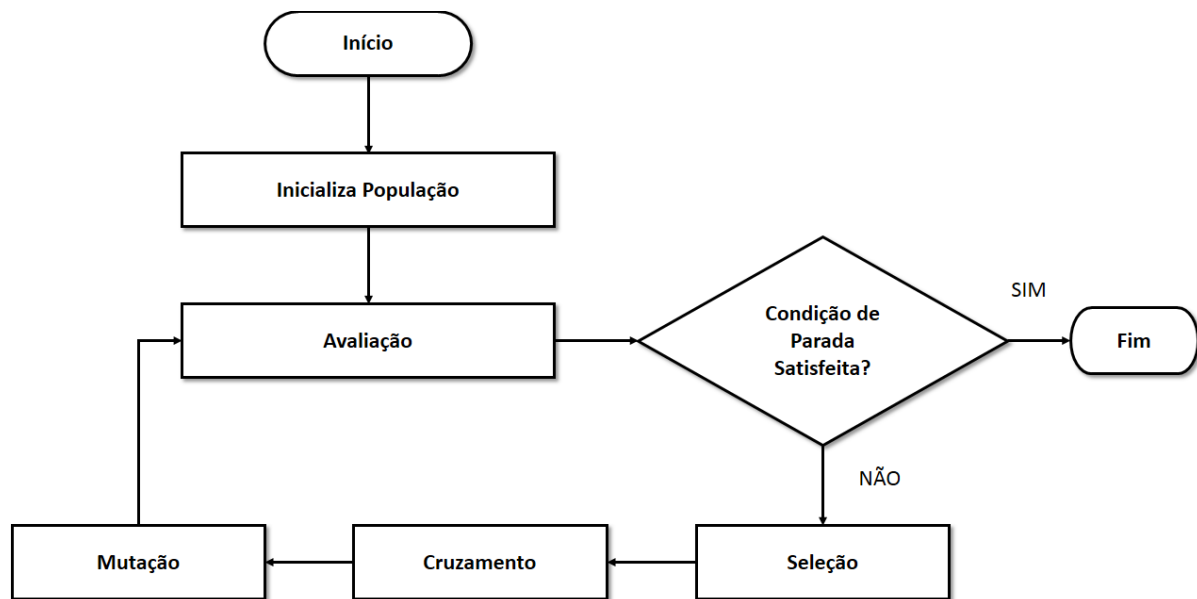 Início
Inicializa População
Avaliação
Condição de
Parada
Satisfeita?
SIM
Fim
NÃO
Mutação
Cruzamento
Seleção